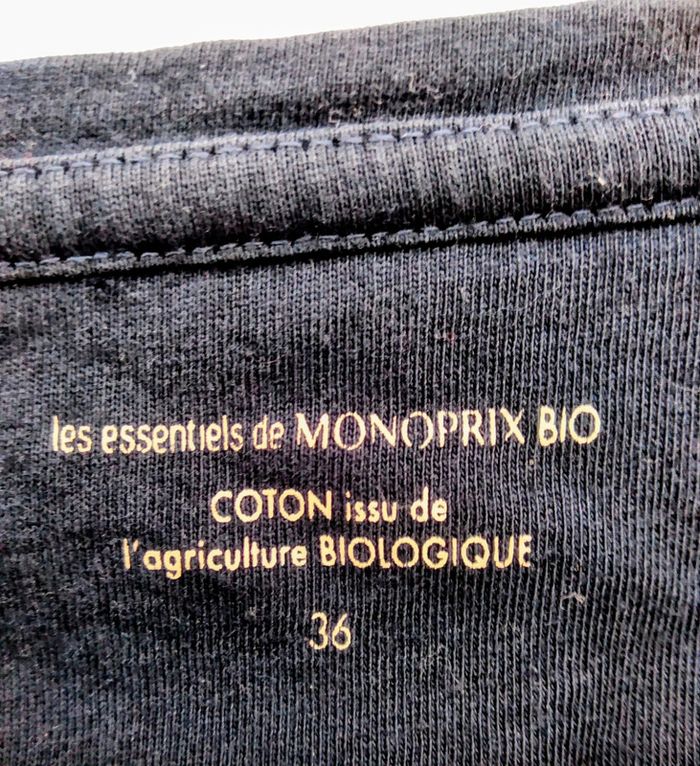 les essentiels de MONOPRIX BIO
COTON issu de
l'agriculture BIOLOGIQUE
36